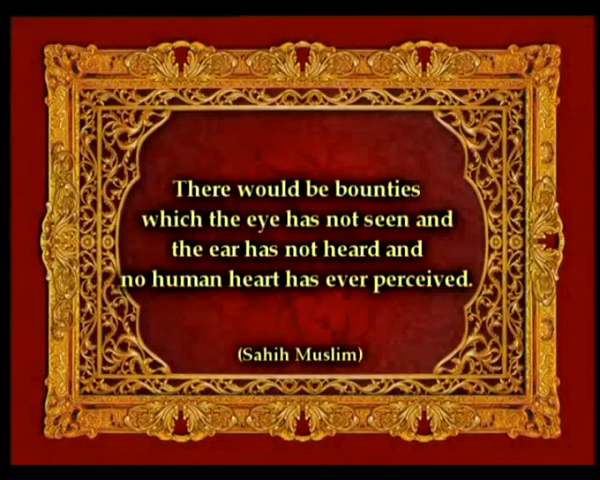 There would be bounties
which the eye has not seen and
the ear has not heard and
no human heart has ever perceived.
(Sahih Muslim)